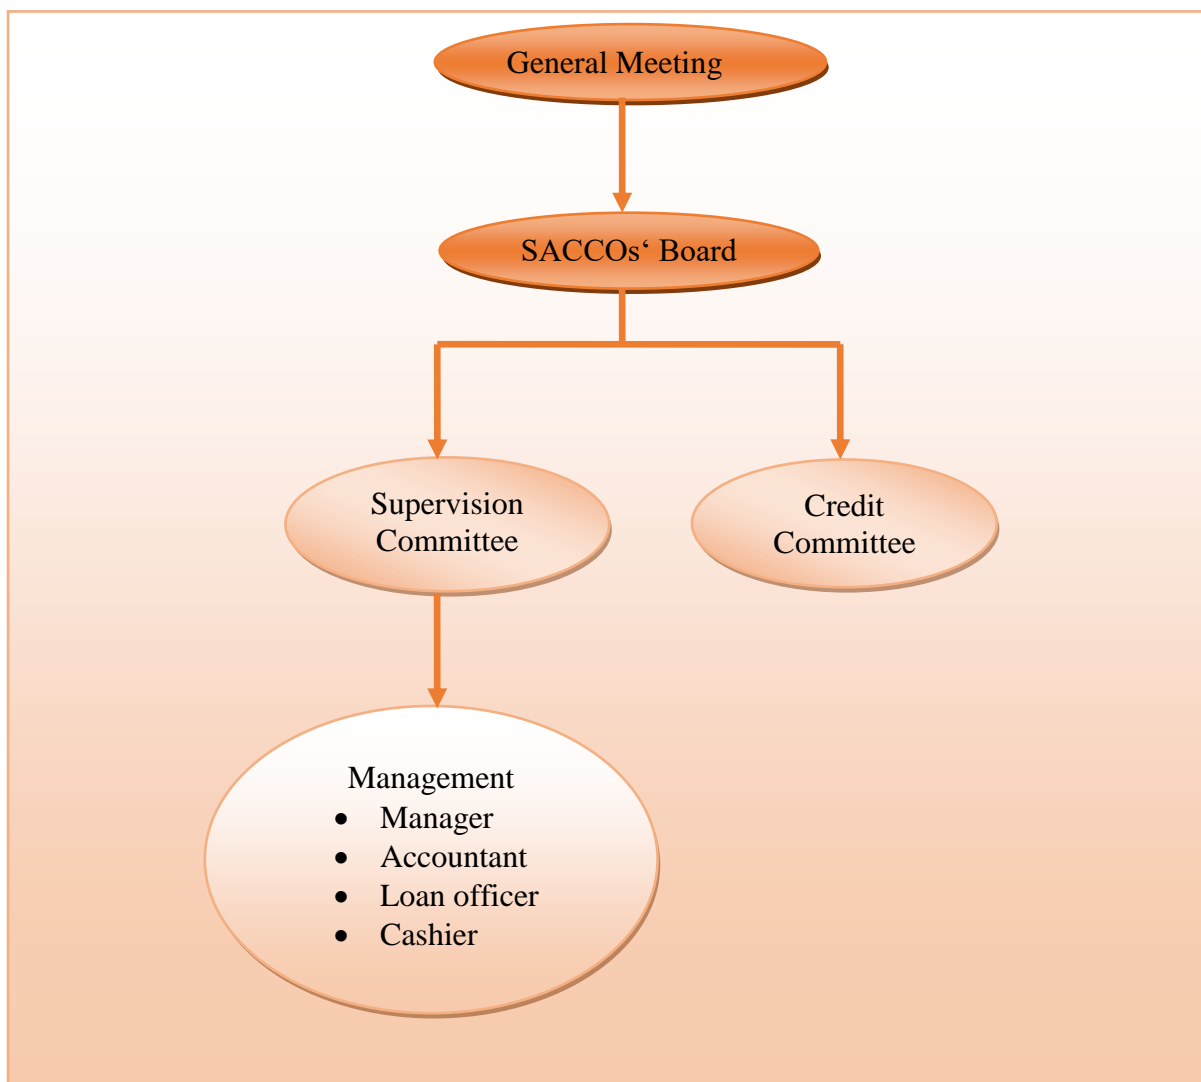 General Meeting
SACCOs‘ Board
Supervision
Committee
Credit
Committee
Management
• Manager
• Accountant
• Loan officer
• Cashier